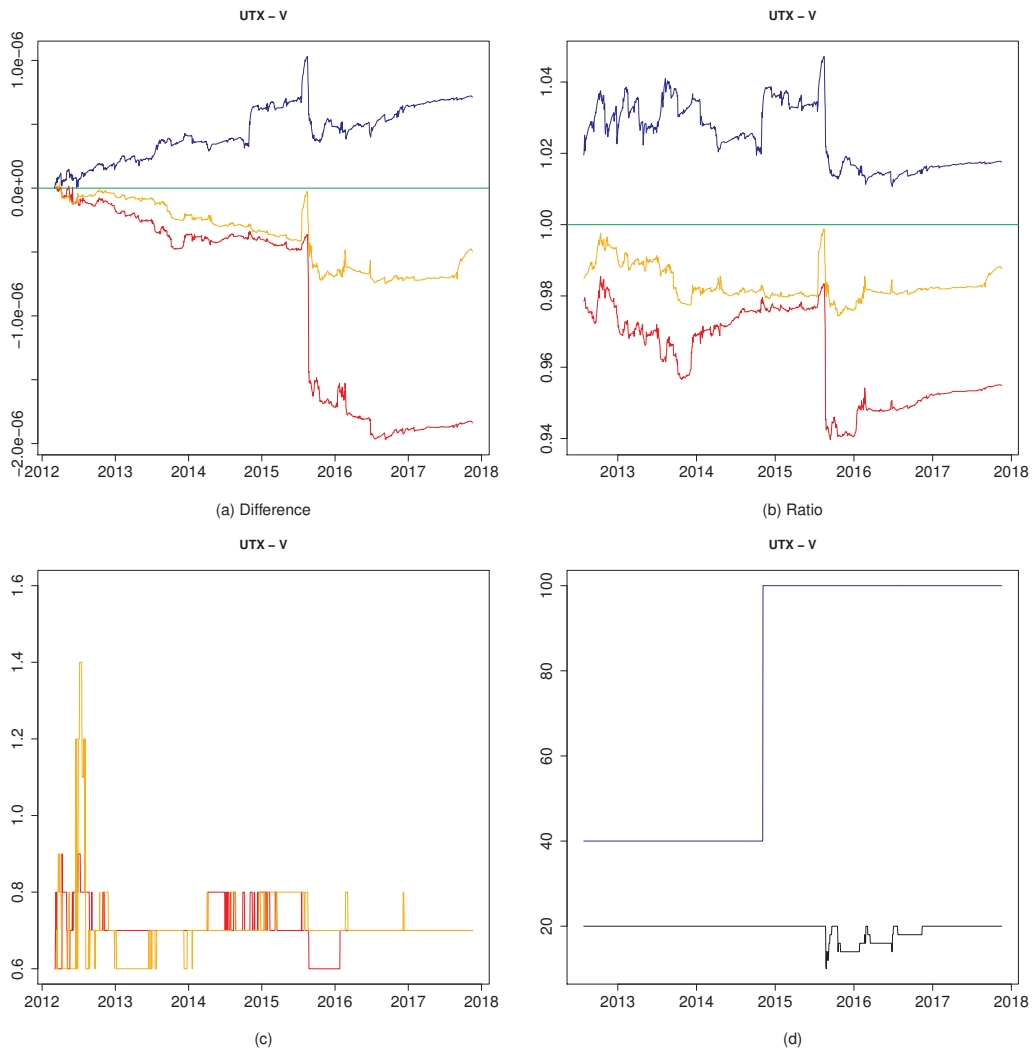 UTX − V
1.0e−06
0.0e+00
−1.0e−06
−2.0e−06
2012 2013 2014 2015 2016 2017 2018
(a) Difference
UTX − V
1.04
1.02
1.00
0.98
0.96
0.94
2013 2014 2015 2016 2017 2018
(b) Ratio
UTX − V
1.6
1.4
1.2
1.0
0.8
0.6
2012 2013 2014 2015 2016 2017 2018
(c)
UTX − V
100
80
60
40
20
2013 2014 2015 2016 2017 2018
(d)